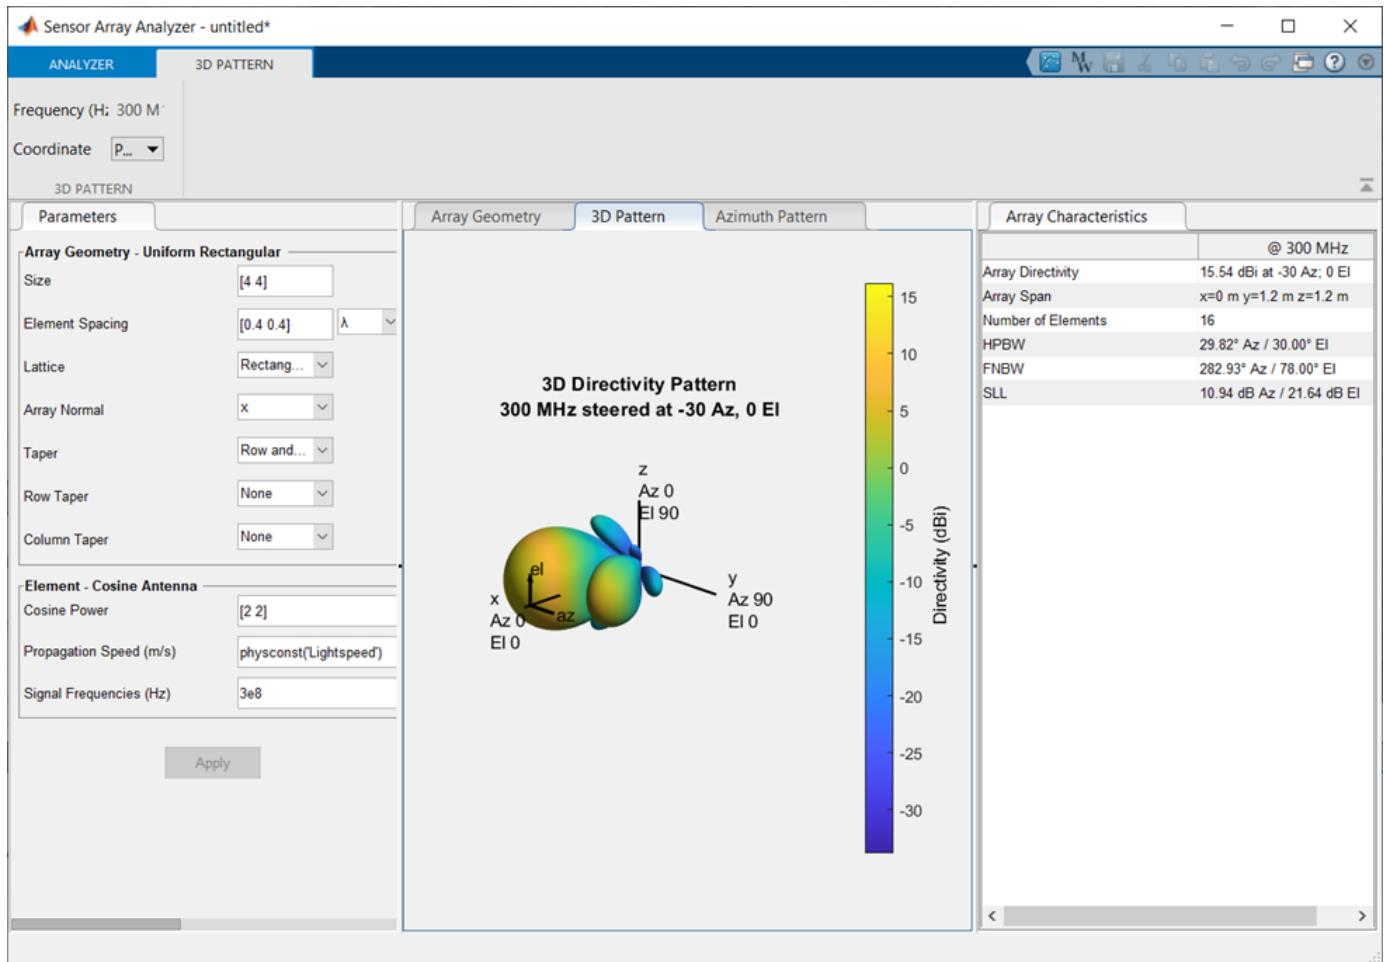 Sensor Array Analyzer - untitled*
ANALYZER
3D PATTERN
Frequency (H: 300 M
Coordinate P...
3D PATTERN
Parameters
Array Geometry - Uniform Rectangular
Size [4 4]
Element Spacing [0.4 0.4] λ
Lattice Rectang...
Array Normal x
Taper Row and...
Row Taper None
Column Taper None
Element - Cosine Antenna
Cosine Power [2 2]
Propagation Speed (m/s) physconst('Lightspeed')
Signal Frequencies (Hz) 3e8
Apply
Array Geometry
3D Pattern
Azimuth Pattern
3D Directivity Pattern
300 MHz steered at -30 Az, 0 El
z
Az 0
El 90
el
az
x
Az 0
El 0
y
Az 90
El 0
15
10
5
0
-5
-10
-15
-20
-25
-30
Directivity (dBi)
Array Characteristics
@ 300 MHz
Array Directivity 15.54 dBi at -30 Az; 0 El
Array Span x=0 m y=1.2 m z=1.2 m
Number of Elements 16
HPBW 29.82° Az / 30.00° El
FNBW 282.93° Az / 78.00° El
SLL 10.94 dB Az / 21.64 dB El